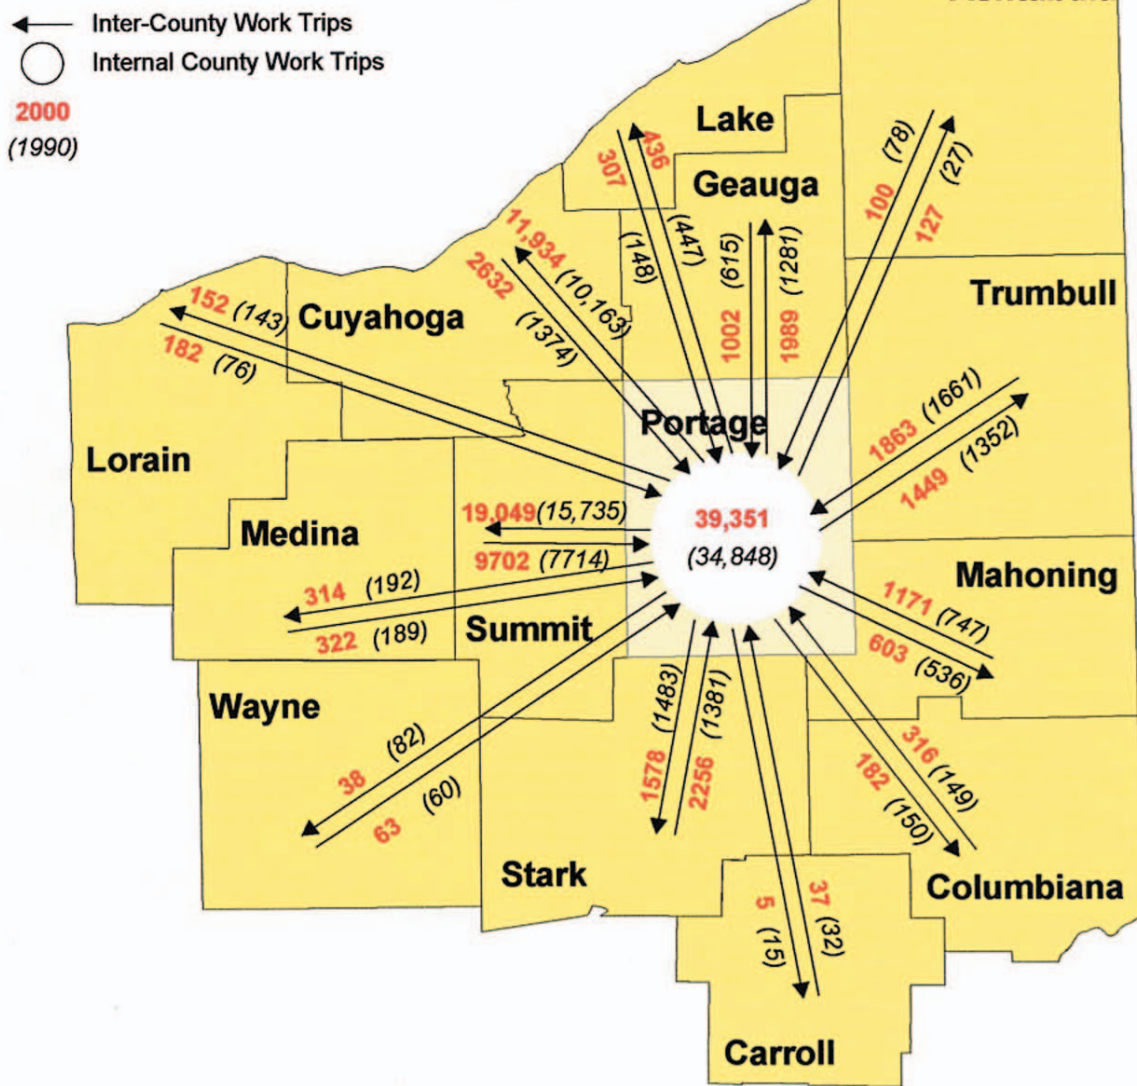 Inter-County Work Trips
Internal County Work Trips
2000
(1990)
Lake
436
307
Geauga
(447)
(148)
(615)
(1281)
1002
1989
100
(78)
(27)
127
Trumbull
11,934
2632
(10,163)
(1374)
152 (143)
182 (76)
Cuyahoga
Lorain
Portage
1863 (1661)
1449 (1352)
Medina
19,049 (15,735)
9702 (7714)
39,351
(34,848)
Mahoning
314 (192)
322 (189)
Summit
1171 (747)
603 (536)
Wayne
38 (82)
63 (60)
1578 (1483)
2256 (1381)
316 (149)
182 (150)
Stark
Columbiana
5 (15)
37 (32)
Carroll